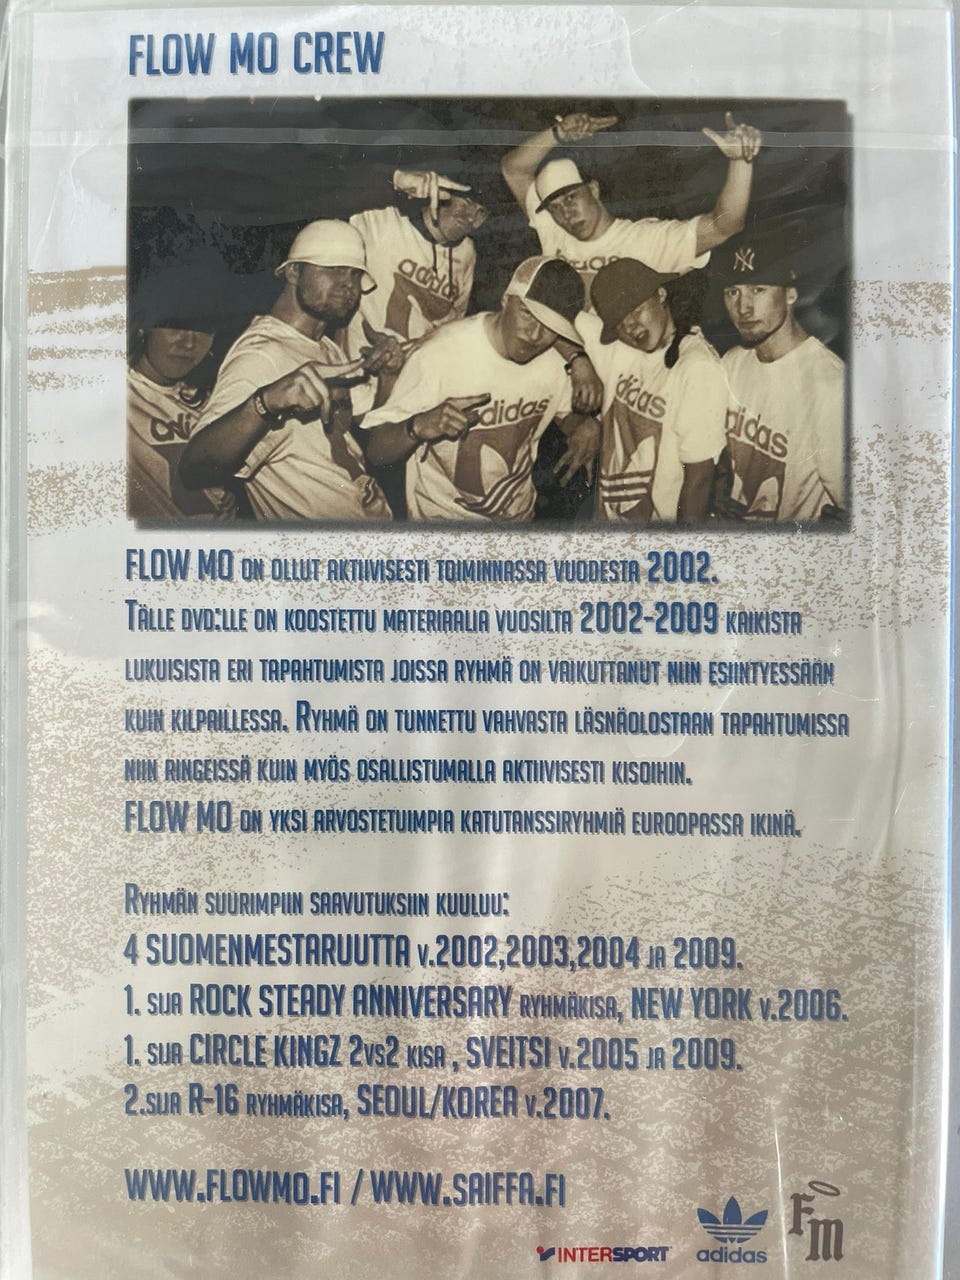 FLOW MO CREW
adidas
adidas
NY
adi
adidas
didas
adidas
FLOW MO ON OLLUT AKTIIVISESTI TOIMINNASSA VUODESTA 2002.
TÄLLE DVD:LLE ON KOOSTETTU MATERIAALIA VUOSILTA 2002-2009 KAIKISTA
LUKUISISTA ERI TAPAHTUMISTA JOISSA RYHMÄ ON VAIKUTTANUT NIIN ESIINTYESSÄÄN
KUIN KILPAILLESSA. RYHMÄ ON TUNNETTU VAHVASTA LÄSNÄOLOSTAAN TAPAHTUMISSA
NIIN RINGEISSÄ KUIN MYÖS OSALLISTUMALLA AKTIIVISESTI KISOIHIN.
FLOW MO ON YKSI ARVOSTETUIMPIA KATUTANSSIRYHMIÄ EUROOPASSA IKINÄ.
RYHMÄN SUURIMPIIN SAAVUTUKSIIN KUULUU:
4 SUOMENMESTARUUTTA V.2002,2003,2004 JA 2009.
1. SIJA ROCK STEADY ANNIVERSARY RYHMÄKISA, NEW YORK V.2006.
1. SIJA CIRCLE KINGZ 2VS2 KISA , SVEITSI V.2005 JA 2009.
2.SIJA R-16 RYHMÄKISA, SEOUL/KOREA V.2007.
WWW.FLOWMO.FI / WWW.SAIFFA.FI
INTERSPORT adidas FM